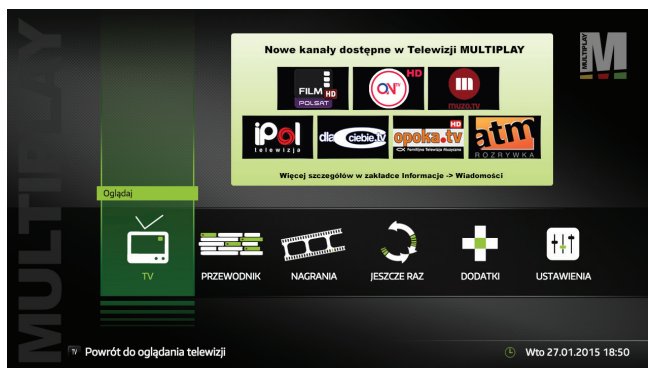 MULTIPLAY
Nowe kanały dostępne w Telewizji MULTIPLAY
MULTIPLAY
M
FILM HD
POLSAT
ONTV HD
muzo.tv
iPol
telewizja
dla ciebie.tv
opoka.tv HD
Familijna Telewizja Muzyczna
atm
ROZRYWKA
Więcej szczegółów w zakładce Informacje -> Wiadomości
Oglądaj
TV
PRZEWODNIK
NAGRANIA
JESZCZE RAZ
DODATKI
USTAWIENIA
TV Powrót do oglądania telewizji
Wto 27.01.2015 18:50